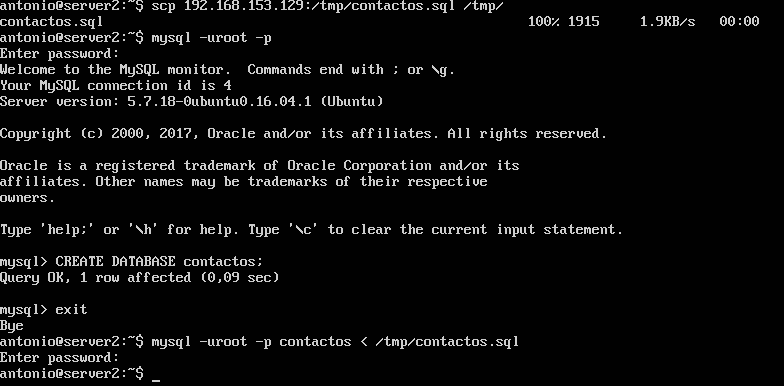 antonio@server2:~$ scp 192.168.153.129:/tmp/contactos.sql /tmp/
contactos.sql 100% 1915 1.9KB/s 00:00
antonio@server2:~$ mysql -uroot -p
Enter password:
Welcome to the MySQL monitor.  Commands end with ; or \g.
Your MySQL connection id is 4
Server version: 5.7.18-0ubuntu0.16.04.1 (Ubuntu)

Copyright (c) 2000, 2017, Oracle and/or its affiliates. All rights reserved.

Oracle is a registered trademark of Oracle Corporation and/or its
affiliates. Other names may be trademarks of their respective
owners.

Type 'help;' or '\h' for help. Type '\c' to clear the current input statement.

mysql> CREATE DATABASE contactos;
Query OK, 1 row affected (0,09 sec)

mysql> exit
Bye
antonio@server2:~$ mysql -uroot -p contactos < /tmp/contactos.sql
Enter password:
antonio@server2:~$ _